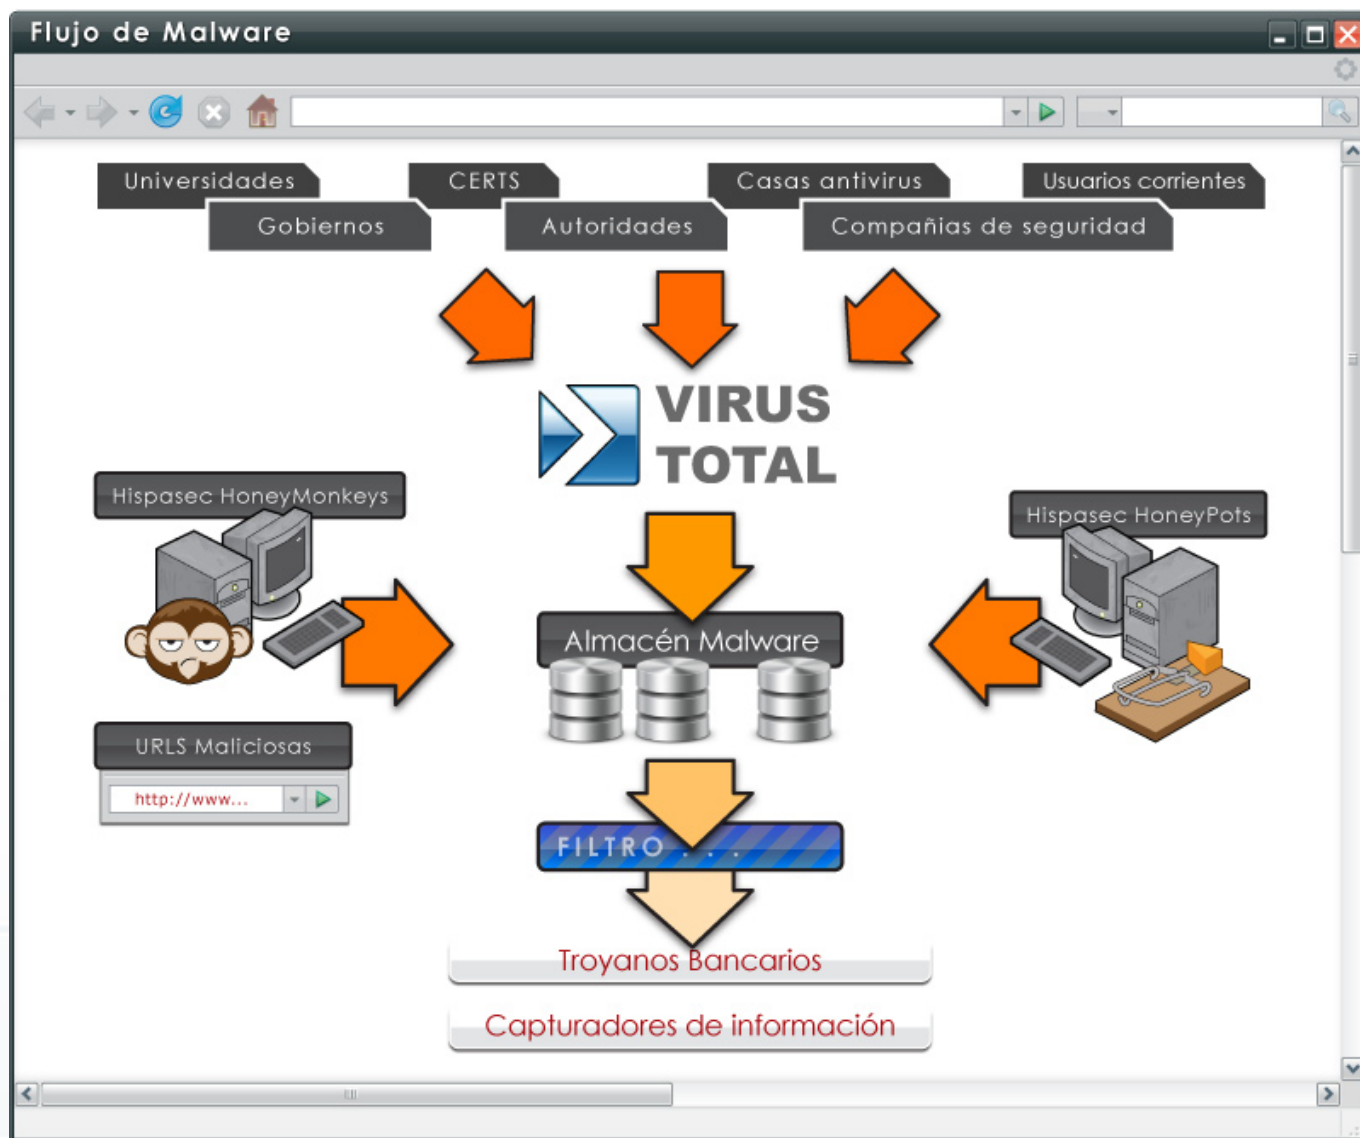 Flujo de Malware
Universidades
CERTS
Casas antivirus
Usuarios corrientes
Gobiernos
Autoridades
Compañias de seguridad
VIRUS
TOTAL
Hispasec HoneyMonkeys
Hispasec HoneyPots
Almacén Malware
URLS Maliciosas
http://www...
FILTRO . . .
Troyanos Bancarios
Capturadores de información